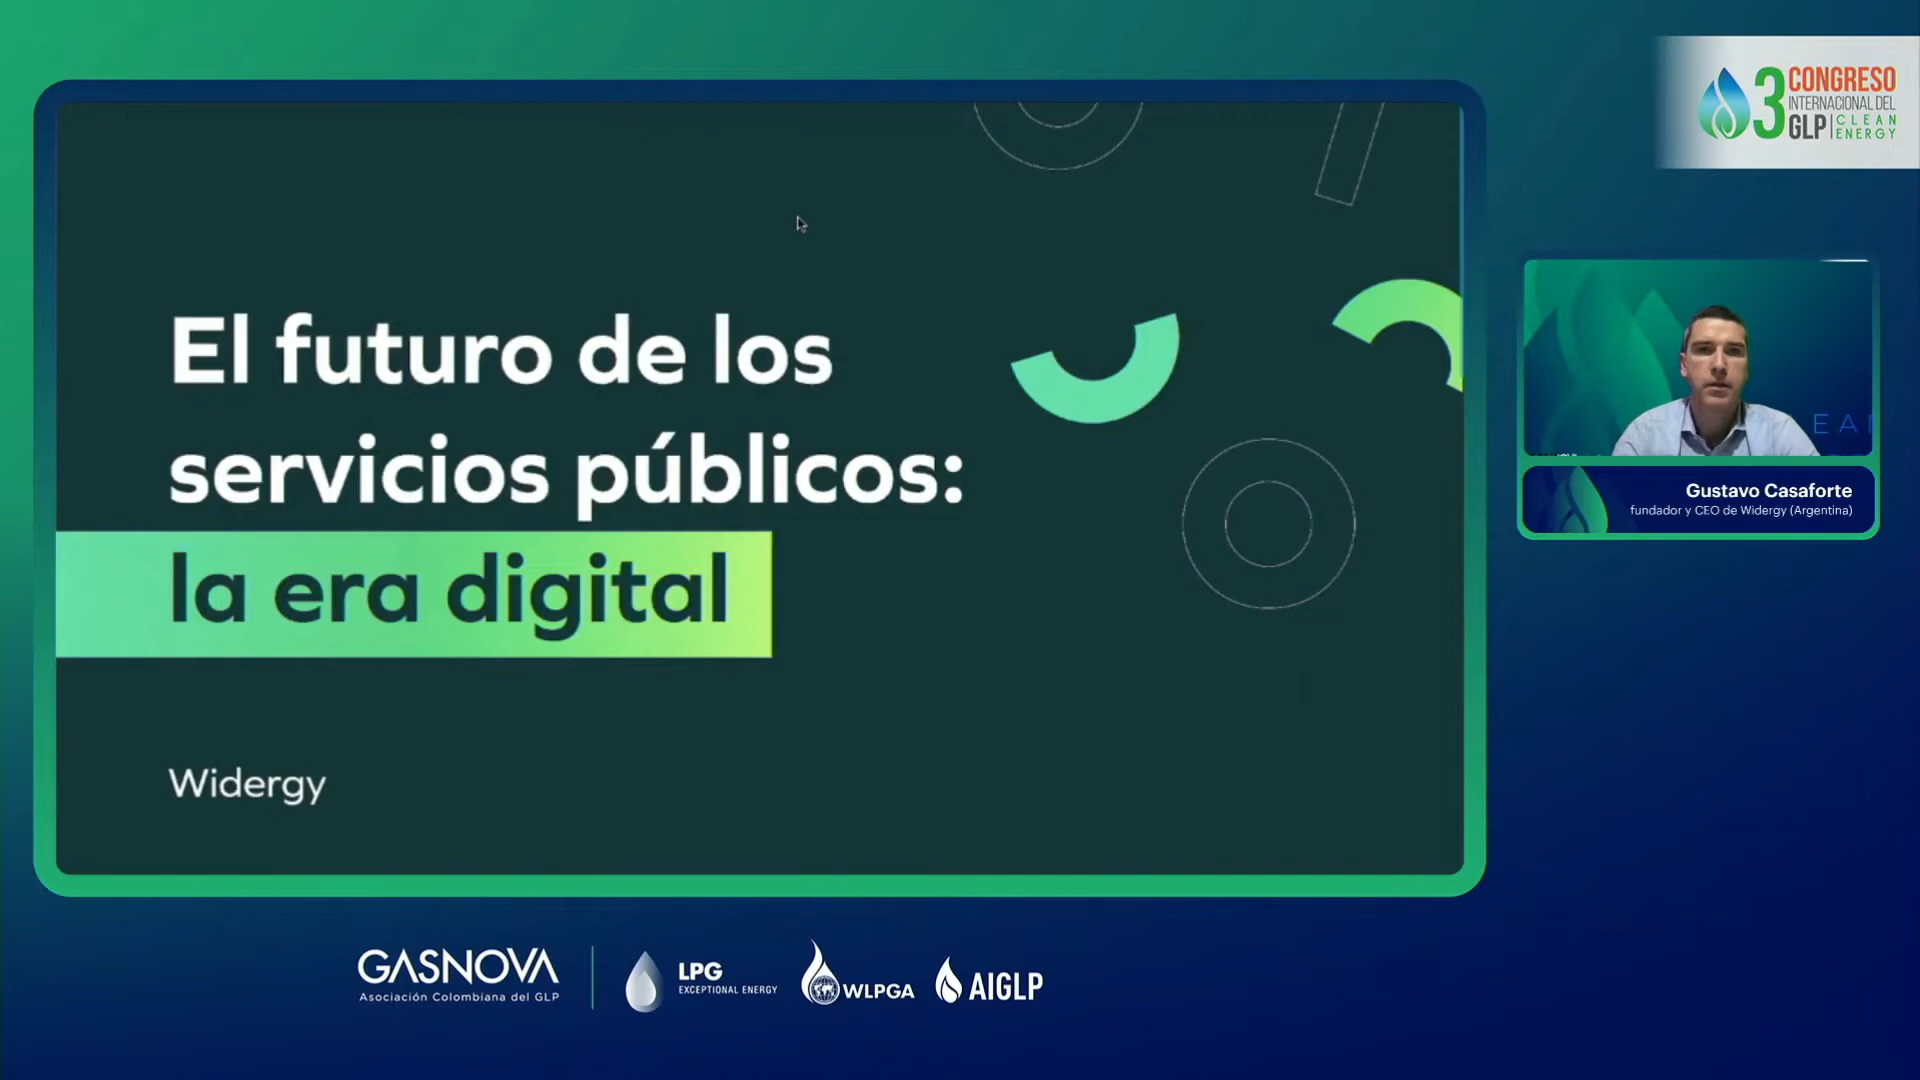 3 CONGRESO
INTERNACIONAL DEL
GLP | CLEAN
ENERGY
El futuro de los
servicios públicos:
la era digital
Widergy
Gustavo Casaforte
fundador y CEO de Widergy (Argentina)
GASNOVA
Asociación Colombiana del GLP
LPG
EXCEPTIONAL ENERGY
WLPGA
AIGLP